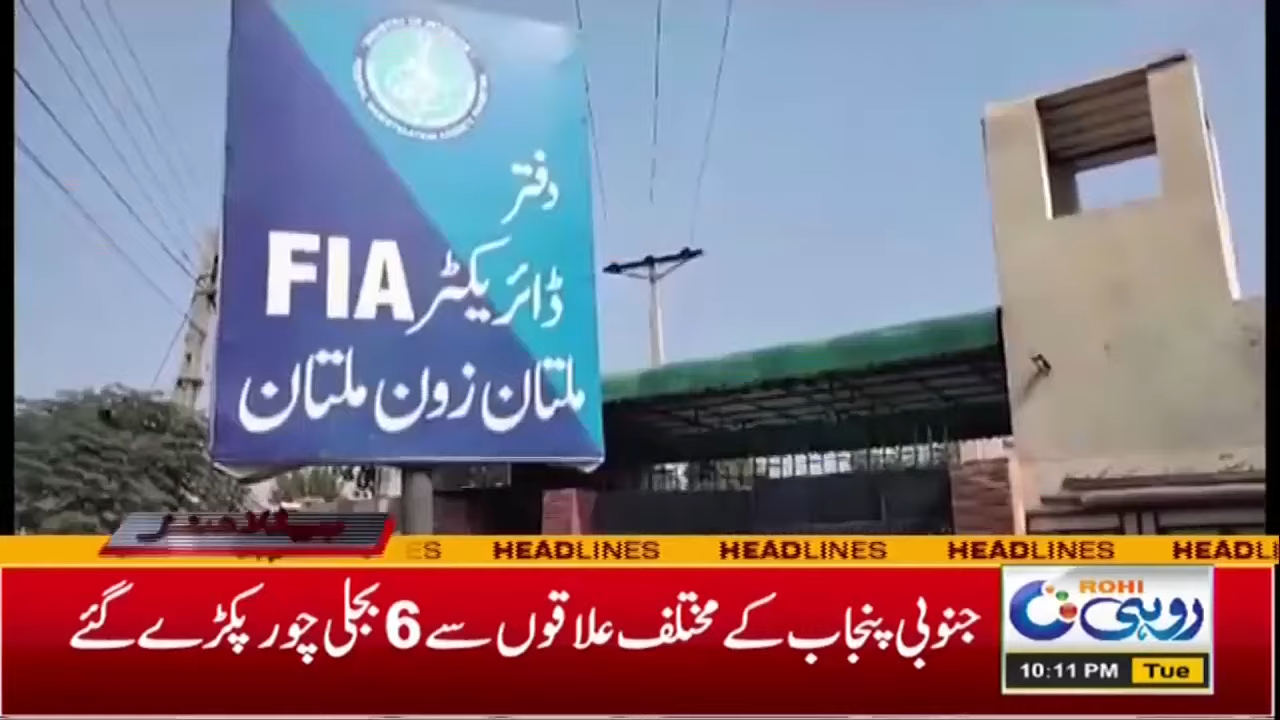 دفتر
ڈائریکٹر FIA
ملتان زون ملتان
HEADLINES HEADLINES HEADLINES
جنوبی پنجاب کے مختلف علاقوں سے 6 بجلی چور پکڑے گئے
ROHI
روہی
10:11 PM Tue